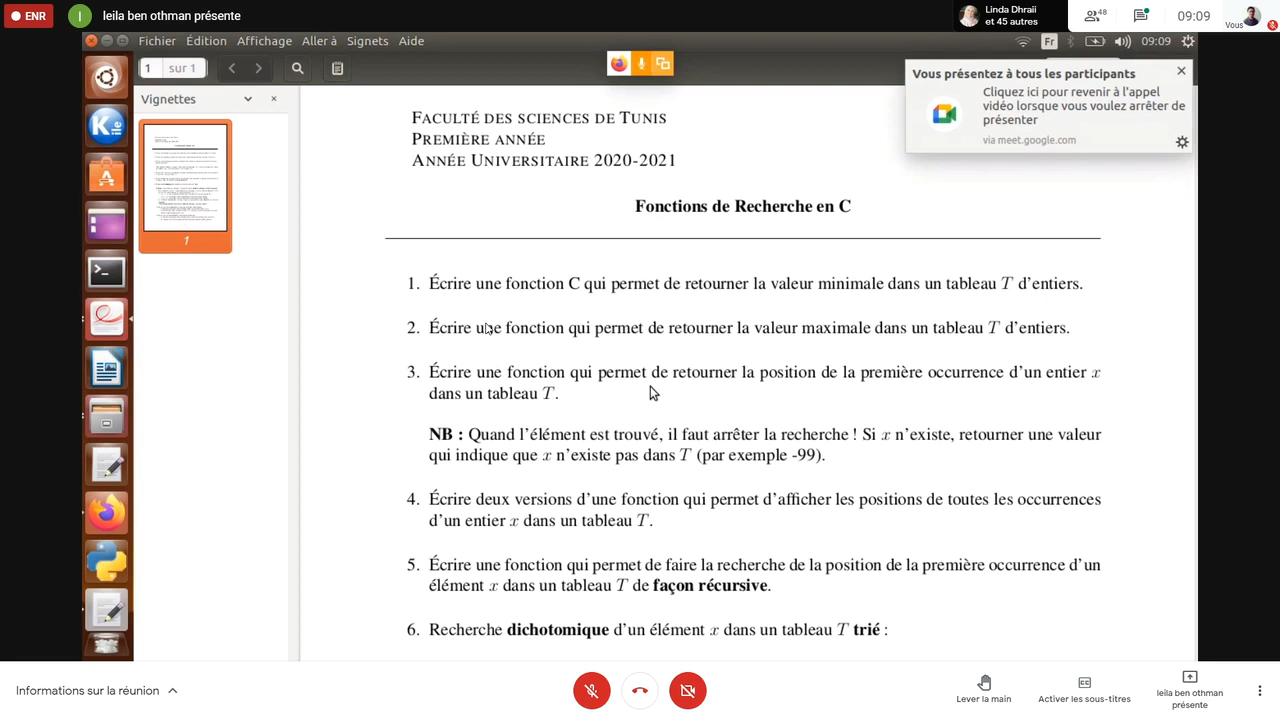 ENR
I
leila ben othman présente
Linda Dhraii
et 45 autres
48
09:09
Vous
Fichier Édition Affichage Aller à Signets Aide
Fr
09:09
1 sur 1
Vignettes
1
Vous présentez à tous les participants
Cliquez ici pour revenir à l'appel
vidéo lorsque vous voulez arrêter de
présenter
via meet.google.com
FACULTÉ DES SCIENCES DE TUNIS
PREMIÈRE ANNÉE
ANNÉE UNIVERSITAIRE 2020-2021
Fonctions de Recherche en C
1. Écrire une fonction C qui permet de retourner la valeur minimale dans un tableau T d'entiers.
2. Écrire une fonction qui permet de retourner la valeur maximale dans un tableau T d'entiers.
3. Écrire une fonction qui permet de retourner la position de la première occurrence d'un entier x
dans un tableau T.
NB : Quand l'élément est trouvé, il faut arrêter la recherche ! Si x n'existe, retourner une valeur
qui indique que x n'existe pas dans T (par exemple -99).
4. Écrire deux versions d'une fonction qui permet d'afficher les positions de toutes les occurrences
d'un entier x dans un tableau T.
5. Écrire une fonction qui permet de faire la recherche de la position de la première occurrence d'un
élément x dans un tableau T de façon récursive.
6. Recherche dichotomique d'un élément x dans un tableau T trié :
Informations sur la réunion
Lever la main
Activer les sous-titres
leila ben othman
présente